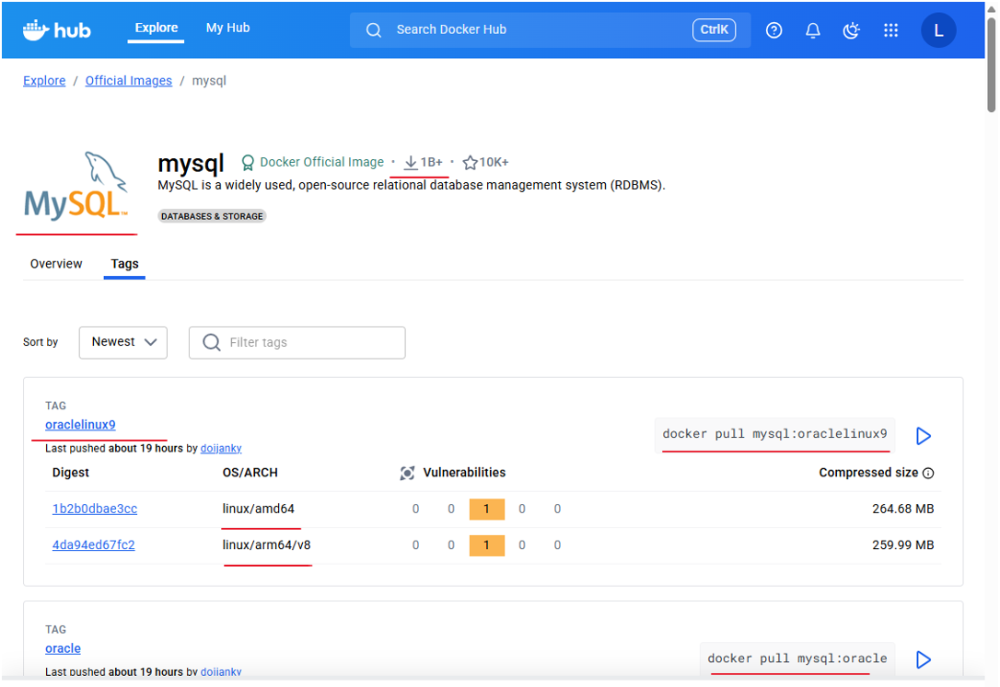 hub Explore My Hub Search Docker Hub CtrlK L
Explore / Official Images / mysql
MySQL™
mysql Docker Official Image · 1B+ · 10K+
MySQL is a widely used, open-source relational database management system (RDBMS).
DATABASES & STORAGE
Overview Tags
Sort by Newest Filter tags
TAG
oraclelinux9
docker pull mysql:oraclelinux9
Last pushed about 19 hours by doijanky
Digest OS/ARCH Vulnerabilities Compressed size
1b2b0dbae3cc linux/amd64 0 0 1 0 0 264.68 MB
4da94ed67fc2 linux/arm64/v8 0 0 1 0 0 259.99 MB
TAG
oracle
docker pull mysql:oracle
Last pushed about 19 hours by doijanky